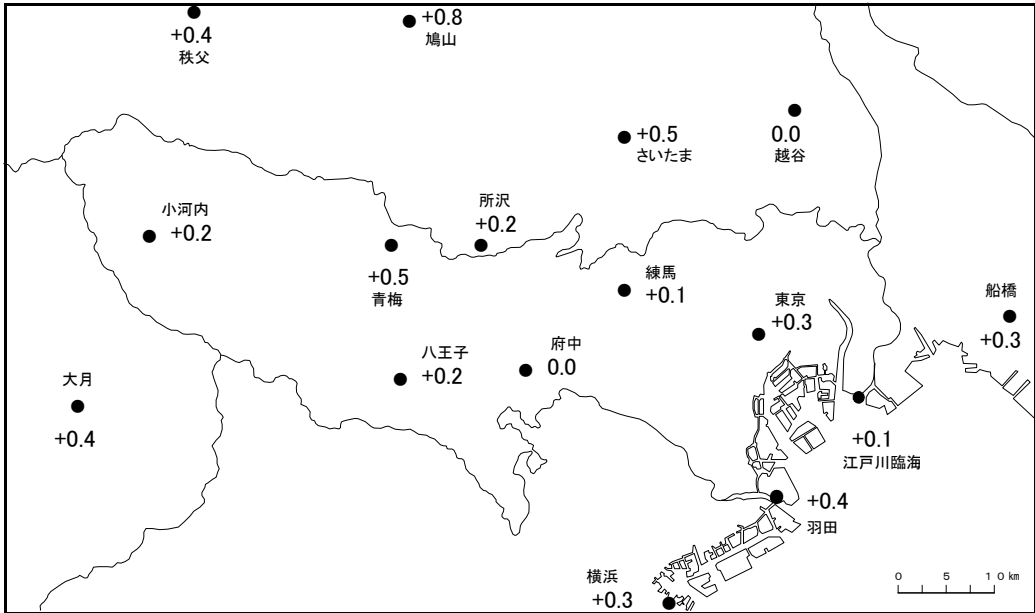 +0.4
秩父
+0.8
鳩山
+0.5
さいたま
0.0
越谷
小河内
+0.2
所沢
+0.2
+0.5
青梅
練馬
+0.1
東京
+0.3
船橋
+0.3
大月
+0.4
八王子
+0.2
府中
0.0
+0.1
江戸川臨海
+0.4
羽田
横浜
+0.3
0 5 10㎞